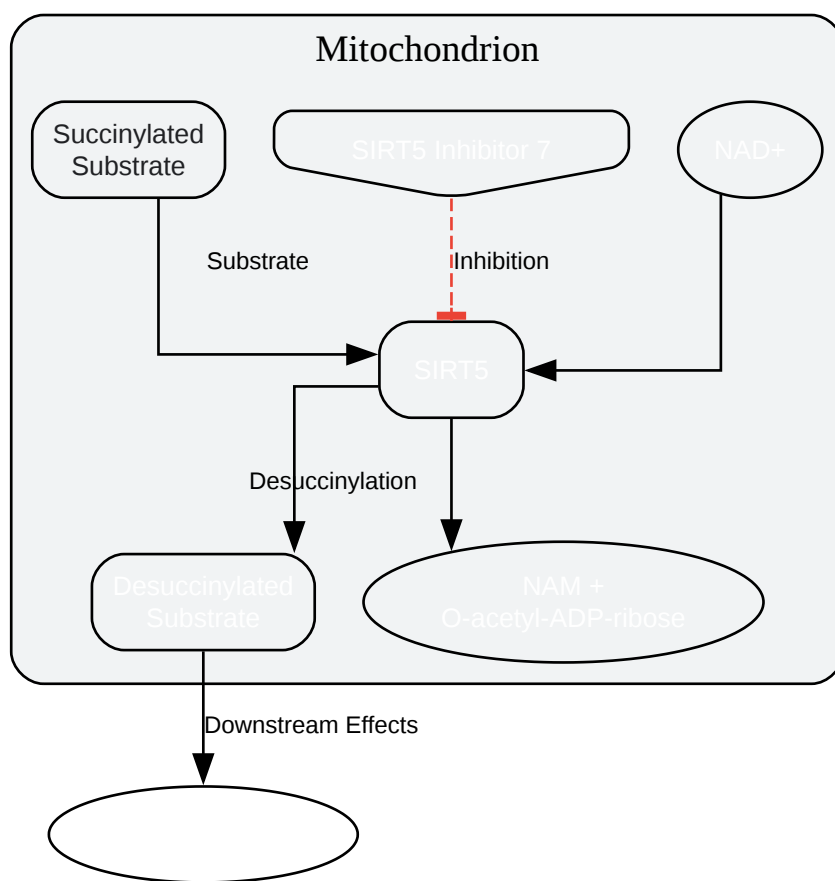 Mitochondrion
Succinylated
Substrate
SIRT5 Inhibitor 7
NAD+
Substrate
Inhibition
SIRT5
Desuccinylation
Desuccinylated
Substrate
NAM +
O-acetyl-ADP-ribose
Downstream Effects